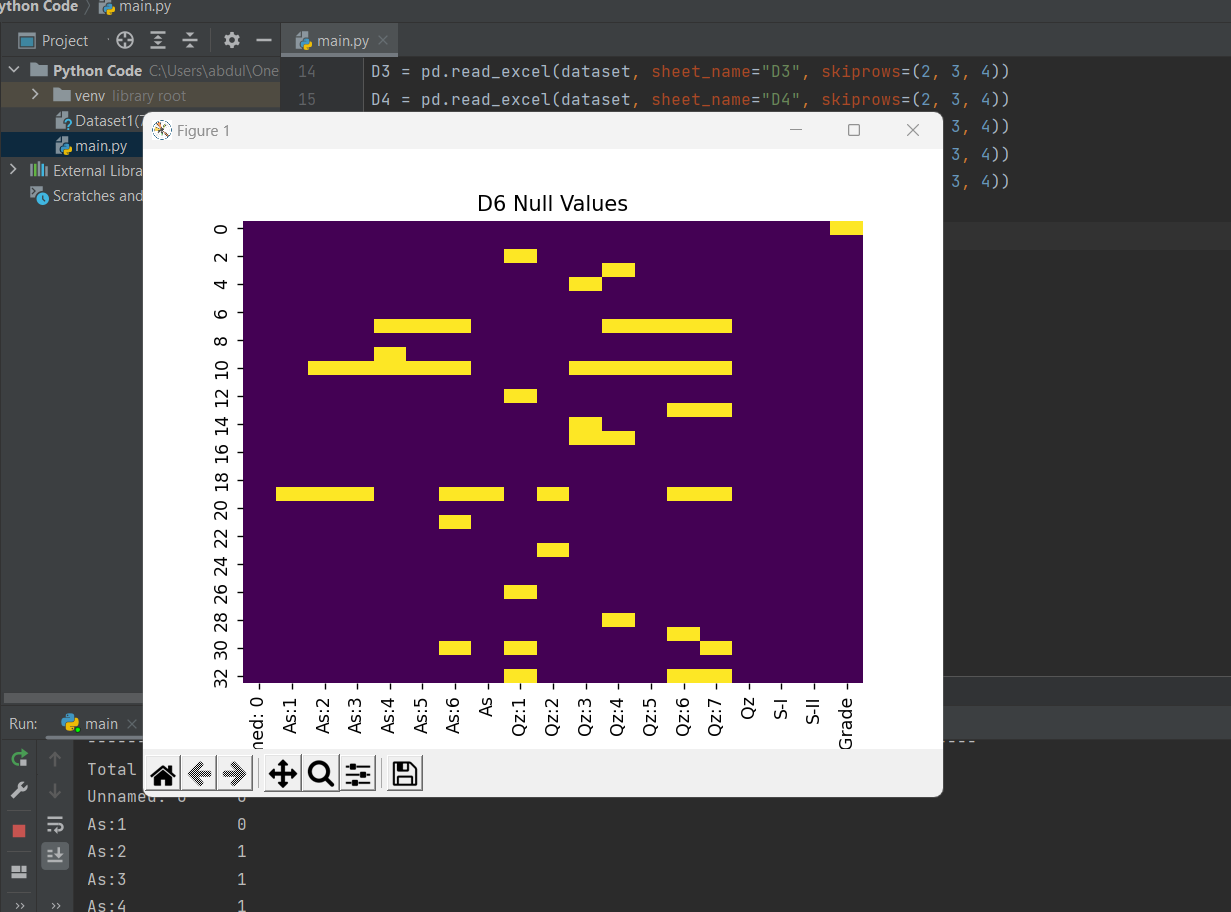 ython Code main.py
Project main.py
Python Code C:\Users\abdul\One
venv library root
Dataset1(
main.py
External Libra
Scratches and
14 D3 = pd.read_excel(dataset, sheet_name="D3", skiprows=(2, 3, 4))
15 D4 = pd.read_excel(dataset, sheet_name="D4", skiprows=(2, 3, 4))
3, 4))
3, 4))
3, 4))
Figure 1
D6 Null Values
0
2
4
6
8
10
12
14
16
18
20
22
24
26
28
30
32
ned: 0 As:1 As:2 As:3 As:4 As:5 As:6 As Qz:1 Qz:2 Qz:3 Qz:4 Qz:5 Qz:6 Qz:7 Qz S-I S-II Grade
Run: main
Total
Unnamed: 0
As:1 0
As:2 1
As:3 1
As:4 1